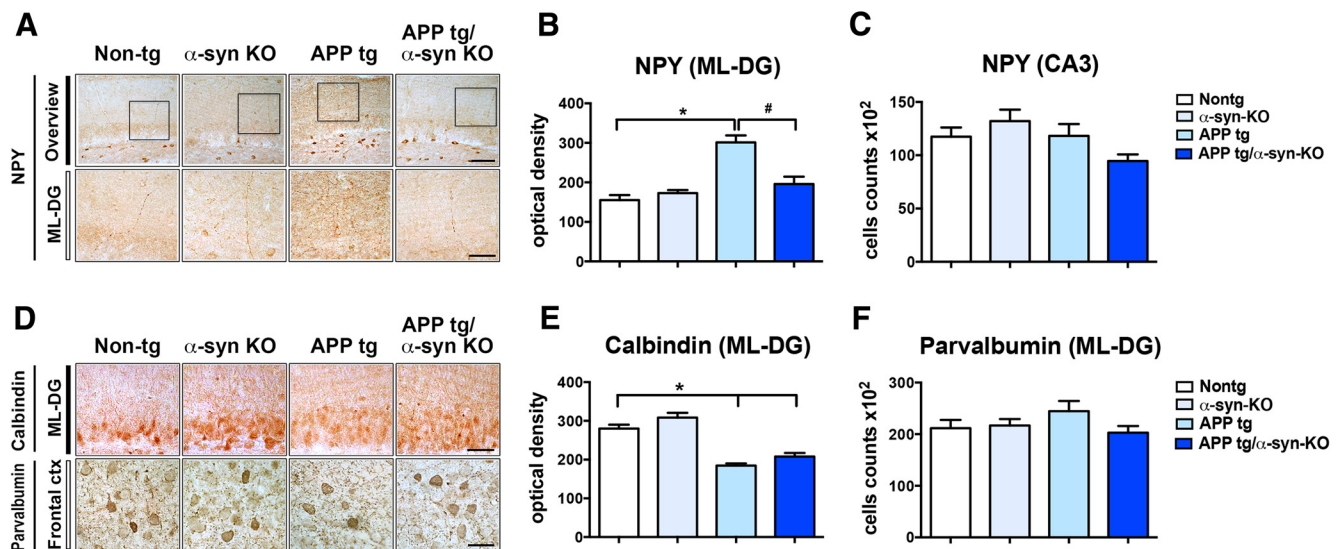 A
Non-tg
α-syn KO
APP tg
APP tg/
α-syn KO
NPY
Overview
ML-DG
B
NPY (ML-DG)
optical density
400
300
200
100
0
*
#
C
NPY (CA3)
cells counts x10²
150
100
50
0
Nontg
α-syn-KO
APP tg
APP tg/α-syn-KO
D
Non-tg
α-syn KO
APP tg
APP tg/
α-syn KO
Calbindin
ML-DG
Parvalbumin
Frontal ctx
E
Calbindin (ML-DG)
optical density
400
300
200
100
0
*
F
Parvalbumin (ML-DG)
cells counts x10²
300
200
100
0
Nontg
α-syn-KO
APP tg
APP tg/α-syn-KO